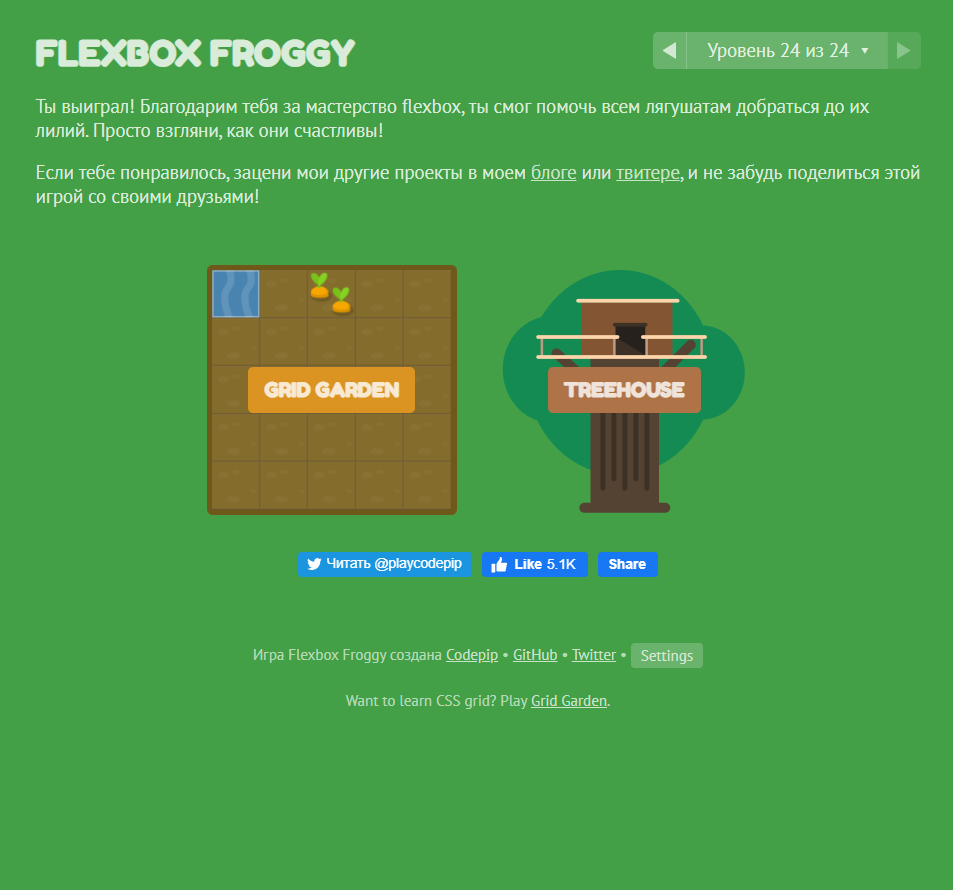 FLEXBOX FROGGY
Уровень 24 из 24
Ты выиграл! Благодарим тебя за мастерство flexbox, ты смог помочь всем лягушатам добраться до их
лилий. Просто взгляни, как они счастливы!
Если тебе понравилось, зацени мои другие проекты в моем блоге или твитере, и не забудь поделиться этой
игрой со своими друзьями!
GRID GARDEN
TREEHOUSE
Читать @playcodepip
Like 5.1K
Share
Игра Flexbox Froggy создана Codepip • GitHub • Twitter • Settings
Want to learn CSS grid? Play Grid Garden.